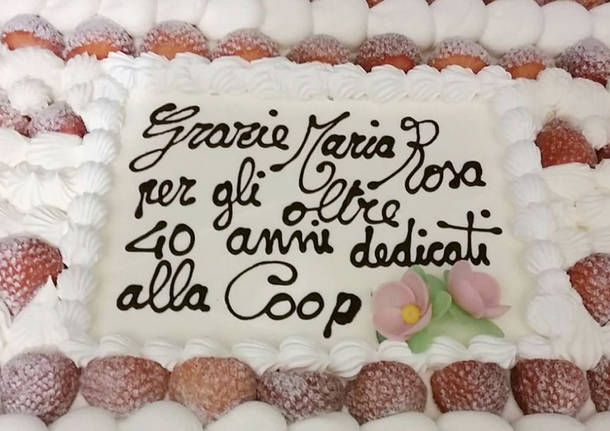 Grazie Maria Rosa
per gli oltre
40 anni dedicati
alla Coop